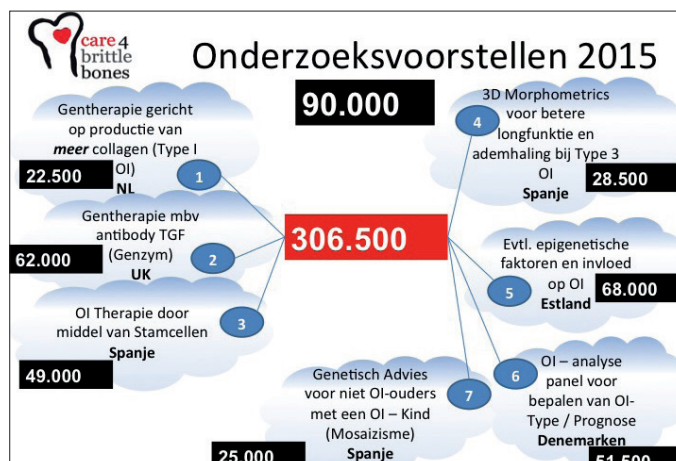 care4
brittle
bones
Onderzoeksvoorstellen 2015
90.000
Gentherapie gericht
op productie van
meer collagen (Type I
OI)
NL
22.500
1
Gentherapie mbv
antibody TGF
(Genzym)
UK
62.000
2
OI Therapie door
middel van Stamcellen
Spanje
49.000
3
306.500
3D Morphometrics
voor betere
longfunktie en
ademhaling bij Type 3
OI
Spanje
28.500
4
Evtl. epigenetische
faktoren en invloed
op OI
Estland
68.000
5
OI – analyse
panel voor
bepalen van OI-
Type / Prognose
Denemarken
51.500
6
Genetisch Advies
voor niet OI-ouders
met een OI – Kind
(Mosaizisme)
Spanje
25.000
7